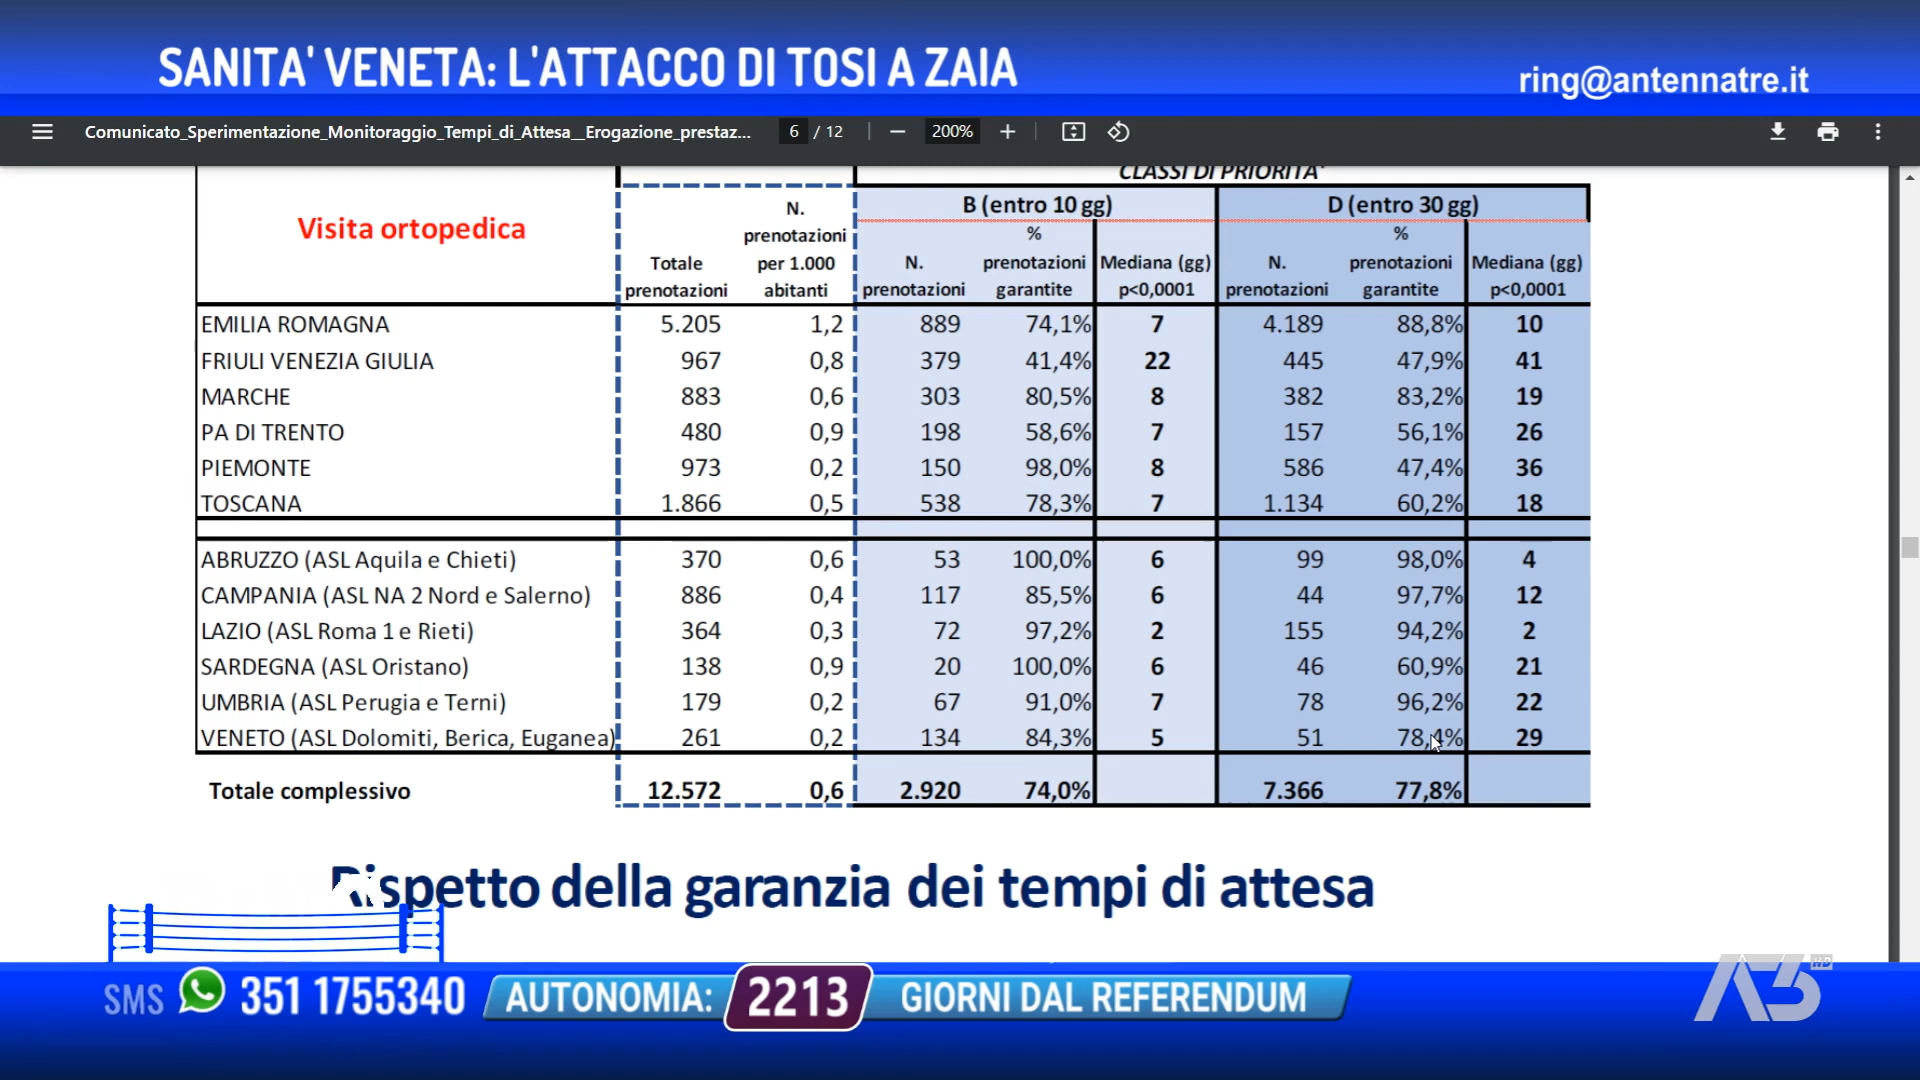 SANITA' VENETA: L'ATTACCO DI TOSI A ZAIA
ring@antennatre.it
Comunicato_Sperimentazione_Monitoraggio_Tempi_di_Attesa__Erogazione_prestaz... 6 / 12 200%
CLASSI DI PRIORITA'
Visita ortopedica
Totale prenotazioni
N. prenotazioni per 1.000 abitanti
B (entro 10 gg)
D (entro 30 gg)
N. prenotazioni
% prenotazioni garantite
Mediana (gg) p<0,0001
N. prenotazioni
% prenotazioni garantite
Mediana (gg) p<0,0001
EMILIA ROMAGNA 5.205 1,2 889 74,1% 7 4.189 88,8% 10
FRIULI VENEZIA GIULIA 967 0,8 379 41,4% 22 445 47,9% 41
MARCHE 883 0,6 303 80,5% 8 382 83,2% 19
PA DI TRENTO 480 0,9 198 58,6% 7 157 56,1% 26
PIEMONTE 973 0,2 150 98,0% 8 586 47,4% 36
TOSCANA 1.866 0,5 538 78,3% 7 1.134 60,2% 18
ABRUZZO (ASL Aquila e Chieti) 370 0,6 53 100,0% 6 99 98,0% 4
CAMPANIA (ASL NA 2 Nord e Salerno) 886 0,4 117 85,5% 6 44 97,7% 12
LAZIO (ASL Roma 1 e Rieti) 364 0,3 72 97,2% 2 155 94,2% 2
SARDEGNA (ASL Oristano) 138 0,9 20 100,0% 6 46 60,9% 21
UMBRIA (ASL Perugia e Terni) 179 0,2 67 91,0% 7 78 96,2% 22
VENETO (ASL Dolomiti, Berica, Euganea) 261 0,2 134 84,3% 5 51 78,4% 29
Totale complessivo 12.572 0,6 2.920 74,0% 7.366 77,8%
Rispetto della garanzia dei tempi di attesa
SMS 351 1755340 AUTONOMIA: 2213 GIORNI DAL REFERENDUM
A3 HD